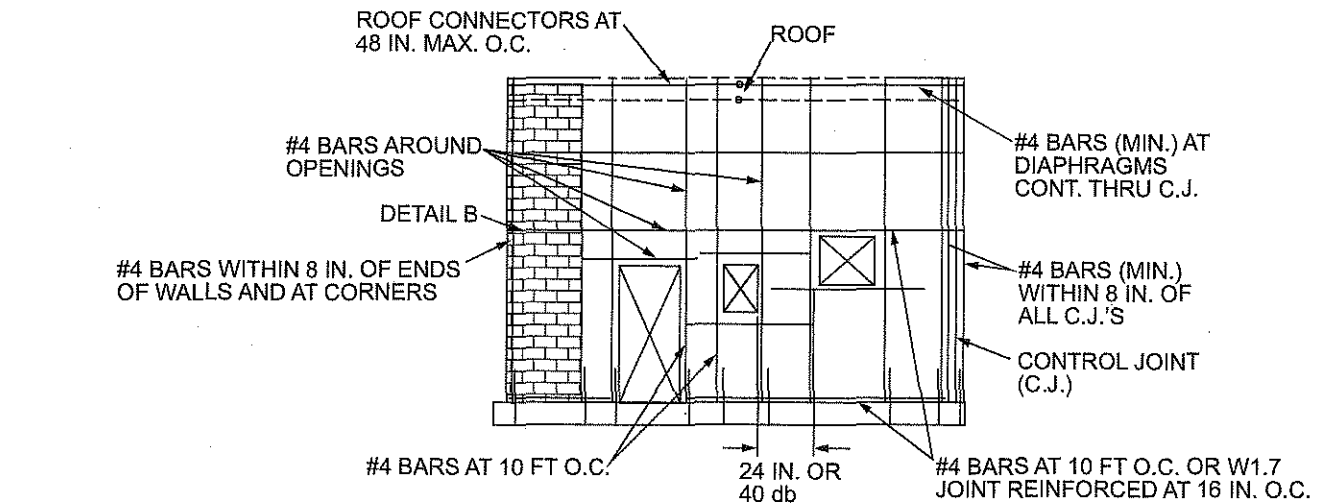 ROOF CONNECTORS AT
48 IN. MAX. O.C.
ROOF
#4 BARS AROUND
OPENINGS
#4 BARS (MIN.) AT
DIAPHRAGMS
CONT. THRU C.J.
DETAIL B
#4 BARS WITHIN 8 IN. OF ENDS
OF WALLS AND AT CORNERS
#4 BARS (MIN.)
WITHIN 8 IN. OF
ALL C.J.'S
CONTROL JOINT
(C.J.)
#4 BARS AT 10 FT O.C.
24 IN. OR
40 db
#4 BARS AT 10 FT O.C. OR W1.7
JOINT REINFORCED AT 16 IN. O.C.